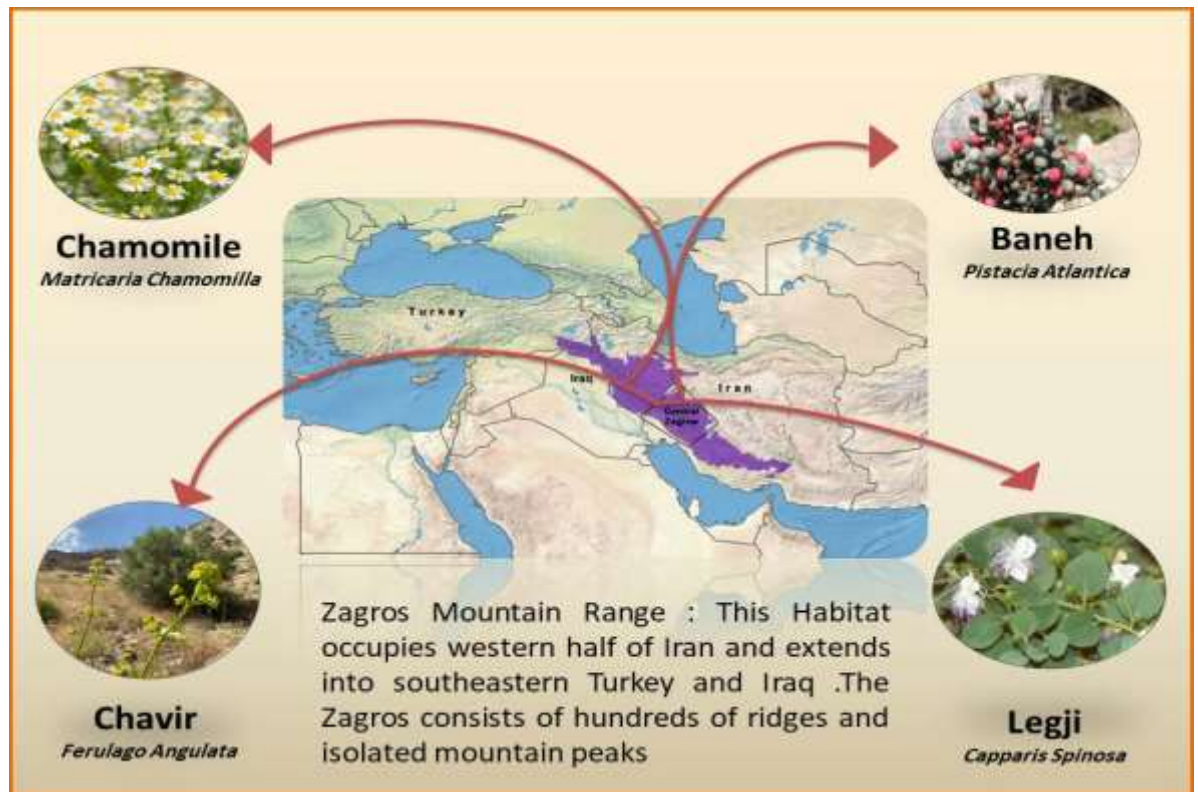 Chamomile
Matricaria Chamomilla
Baneh
Pistacia Atlantica
Turkey
Iraq
Iran
Central
Zagros
Chavir
Ferulago Angulata
Zagros Mountain Range : This Habitat
occupies western half of Iran and extends
into southeastern Turkey and Iraq .The
Zagros consists of hundreds of ridges and
isolated mountain peaks
Legji
Capparis Spinosa